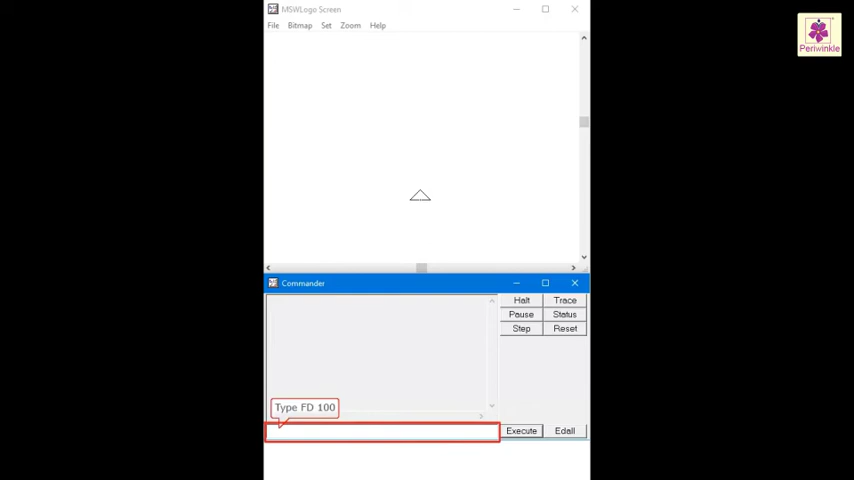 MSWLogo Screen
File Bitmap Set Zoom Help
Periwinkle
Commander
Halt Trace
Pause Status
Step Reset
Type FD 100
Execute Edall